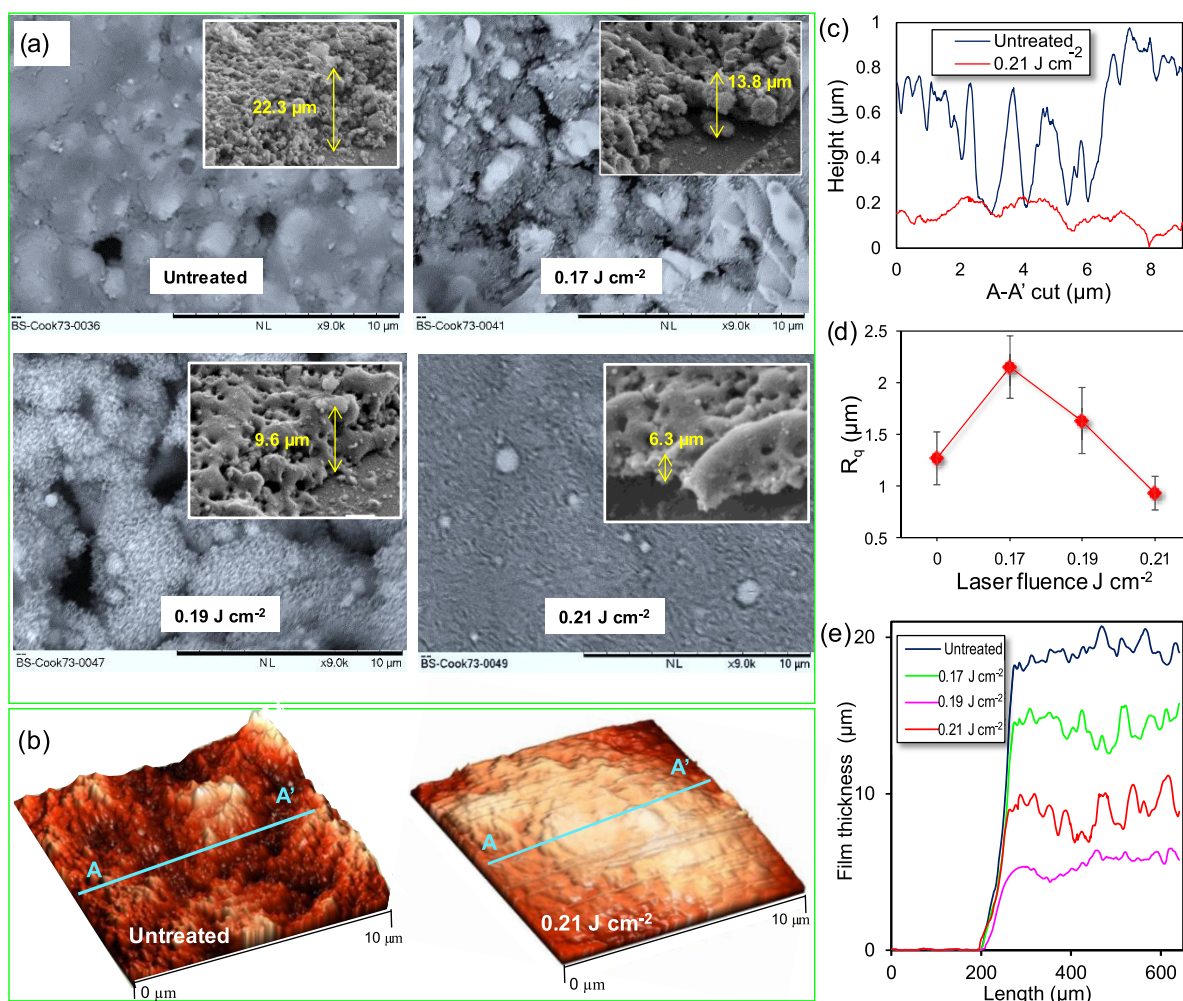 (a)
22.3 µm
Untreated
BS-Cook73-0036 NL x9.0k 10 µm
13.8 µm
0.17 J cm-2
BS-Cook73-0041 NL x9.0k 10 µm
9.6 µm
0.19 J cm-2
BS-Cook73-0047 NL x9.0k 10 µm
6.3 µm
0.21 J cm-2
BS-Cook73-0049 NL x9.0k 10 µm
(b)
A
A'
Untreated
0 µm
10 µm
A
A'
0.21 J cm-2
0 µm
10 µm
(c)
Untreated
0.21 J cm-2
Height (µm)
1
0.8
0.6
0.4
0.2
0
0 2 4 6 8
A-A' cut (µm)
(d)
Rq (µm)
2.5
2
1.5
1
0.5
0 0.17 0.19 0.21
Laser fluence J cm-2
(e)
Untreated
0.17 J cm-2
0.19 J cm-2
0.21 J cm-2
Film thickness (µm)
20
10
0
0 200 400 600
Length (µm)